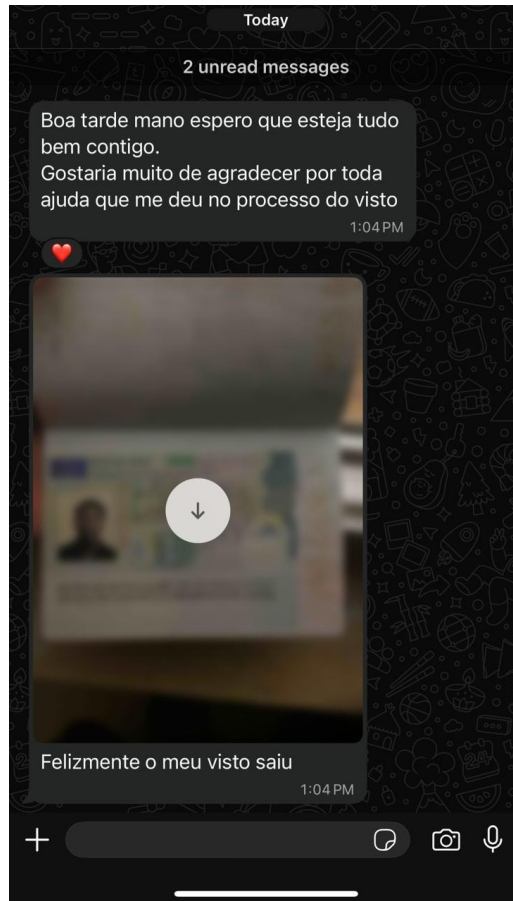 Today
2 unread messages
Boa tarde mano espero que esteja tudo
bem contigo.
Gostaria muito de agradecer por toda
ajuda que me deu no processo do visto
1:04 PM
Felizmente o meu visto saiu
1:04 PM